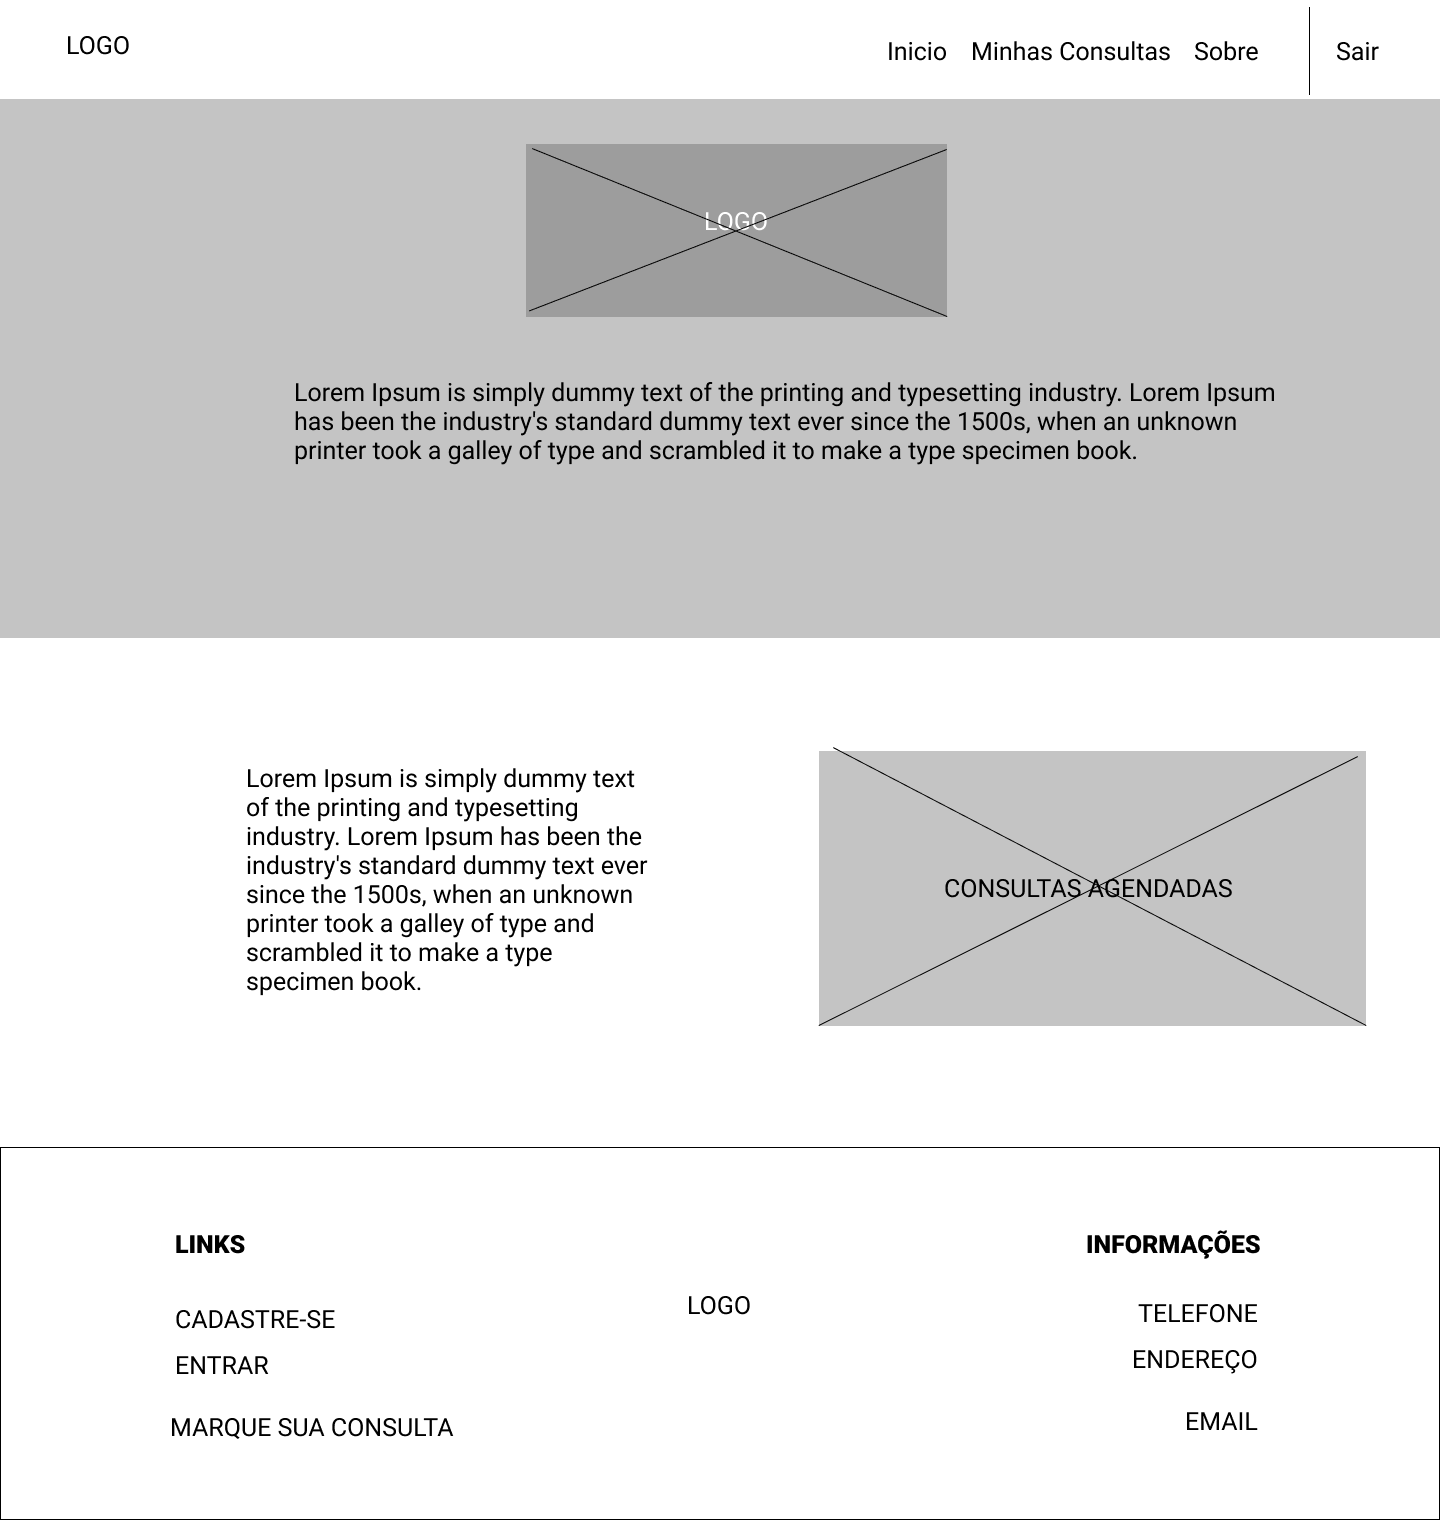 LOGO
Inicio Minhas Consultas Sobre Sair
LOGO
Lorem Ipsum is simply dummy text of the printing and typesetting industry. Lorem Ipsum
has been the industry's standard dummy text ever since the 1500s, when an unknown
printer took a galley of type and scrambled it to make a type specimen book.
Lorem Ipsum is simply dummy text
of the printing and typesetting
industry. Lorem Ipsum has been the
industry's standard dummy text ever
since the 1500s, when an unknown
printer took a galley of type and
scrambled it to make a type
specimen book.
CONSULTAS AGENDADAS
LINKS
CADASTRE-SE
ENTRAR
MARQUE SUA CONSULTA
LOGO
INFORMAÇÕES
TELEFONE
ENDEREÇO
EMAIL